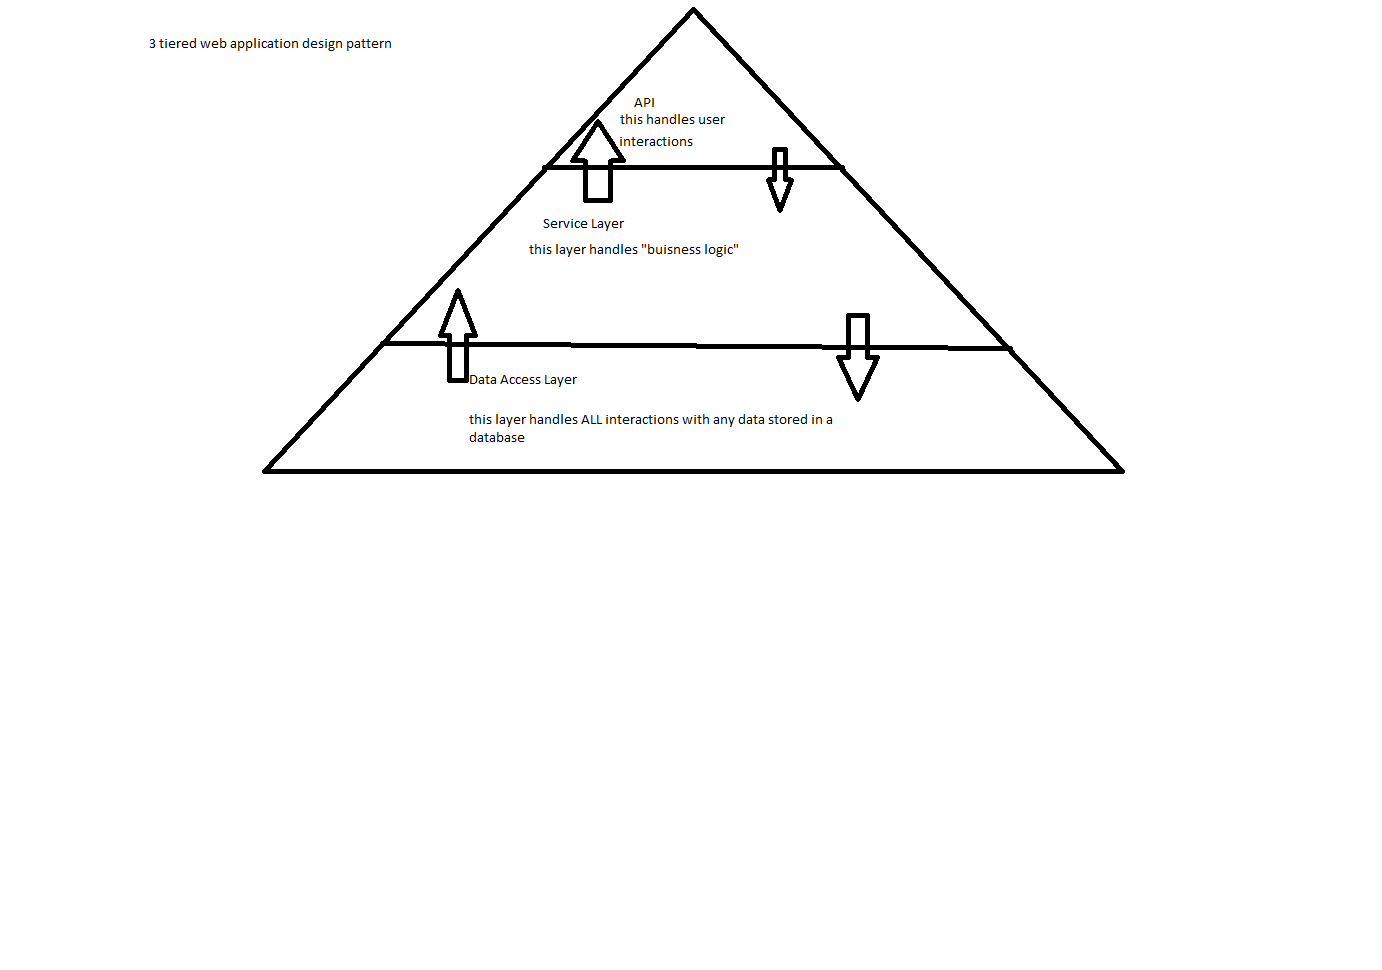 3 tiered web application design pattern
API
this handles user
interactions
Service Layer
this layer handles "buisness logic"
Data Access Layer
this layer handles ALL interactions with any data stored in a
database